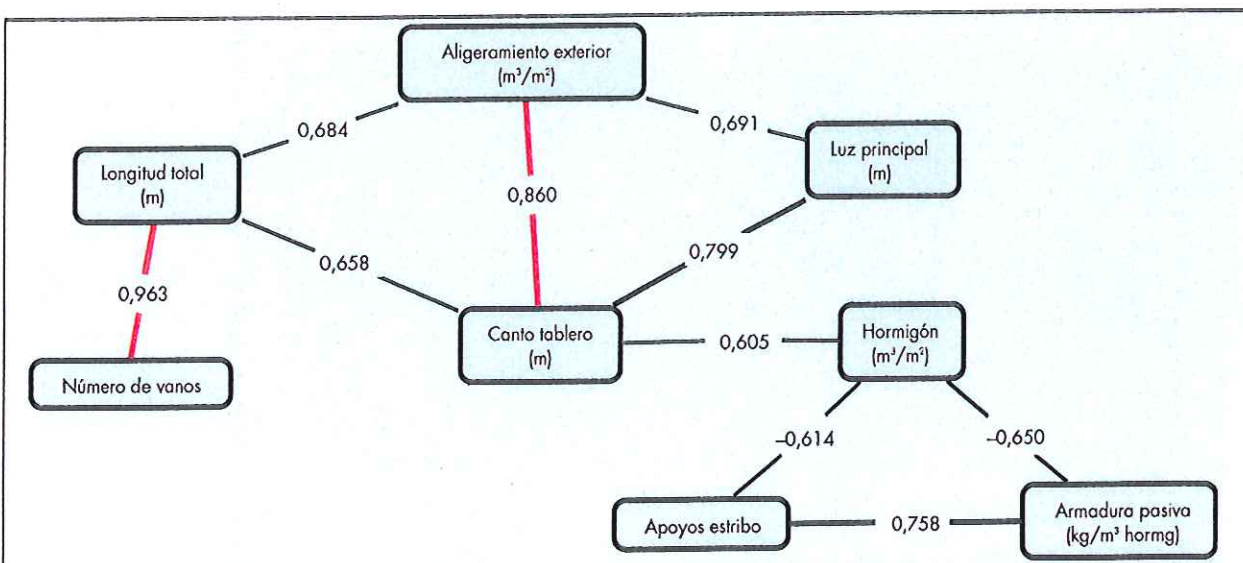 Aligeramiento exterior
(m³/m²)
0,684
0,691
Longitud total
(m)
Luz principal
(m)
0,860
0,658
0,799
0,963
Canto tablero
(m)
0,605
Hormigón
(m³/m²)
Número de vanos
–0,614
–0,650
Apoyos estribo
0,758
Armadura pasiva
(kg/m³ hormg)